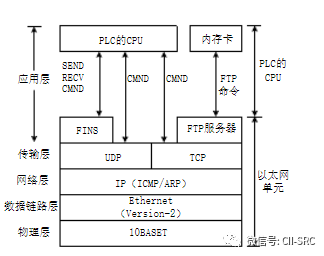 PLC的CPU
内存卡
应用层
SEND
RECV
CMND
CMND
CMND
FTP
命令
PLC的
CPU
FINS
FTP服务器
传输层
UDP
TCP
网络层
IP（ICMP/ARP）
以太网
单元
数据链路层
Ethernet
（Version-2）
物理层
10BASET
微信号: CII-SRC